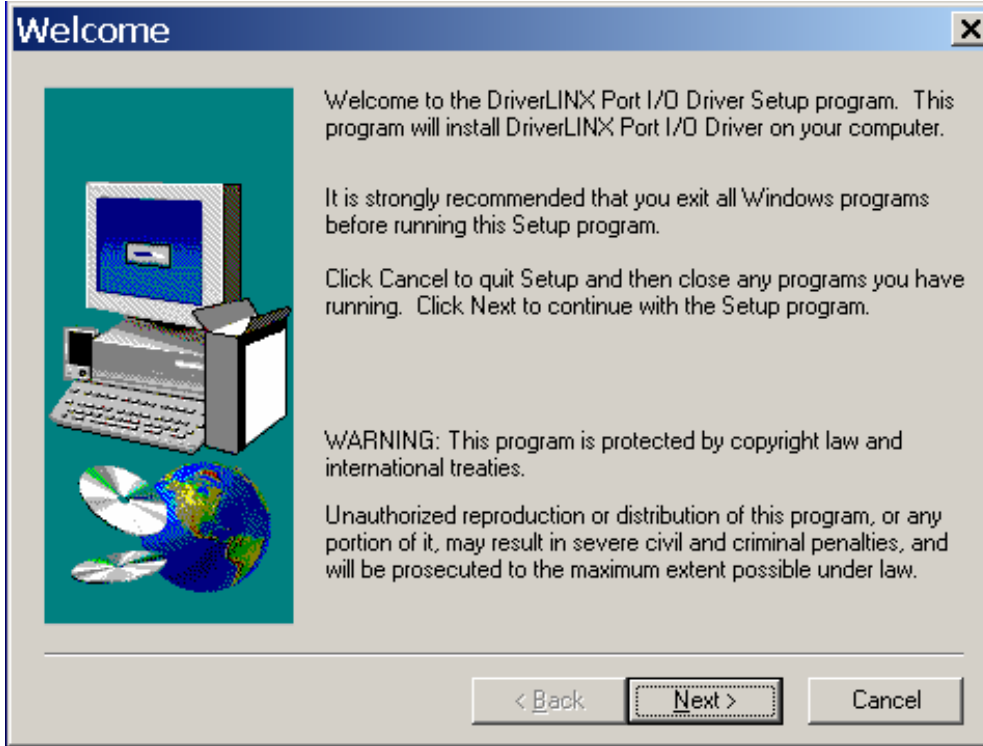 Welcome
Welcome to the DriverLINX Port I/O Driver Setup program.  This
program will install DriverLINX Port I/O Driver on your computer.
It is strongly recommended that you exit all Windows programs
before running this Setup program.
Click Cancel to quit Setup and then close any programs you have
running.  Click Next to continue with the Setup program.
WARNING: This program is protected by copyright law and
international treaties.
Unauthorized reproduction or distribution of this program, or any
portion of it, may result in severe civil and criminal penalties, and
will be prosecuted to the maximum extent possible under law.
< Back Next > Cancel